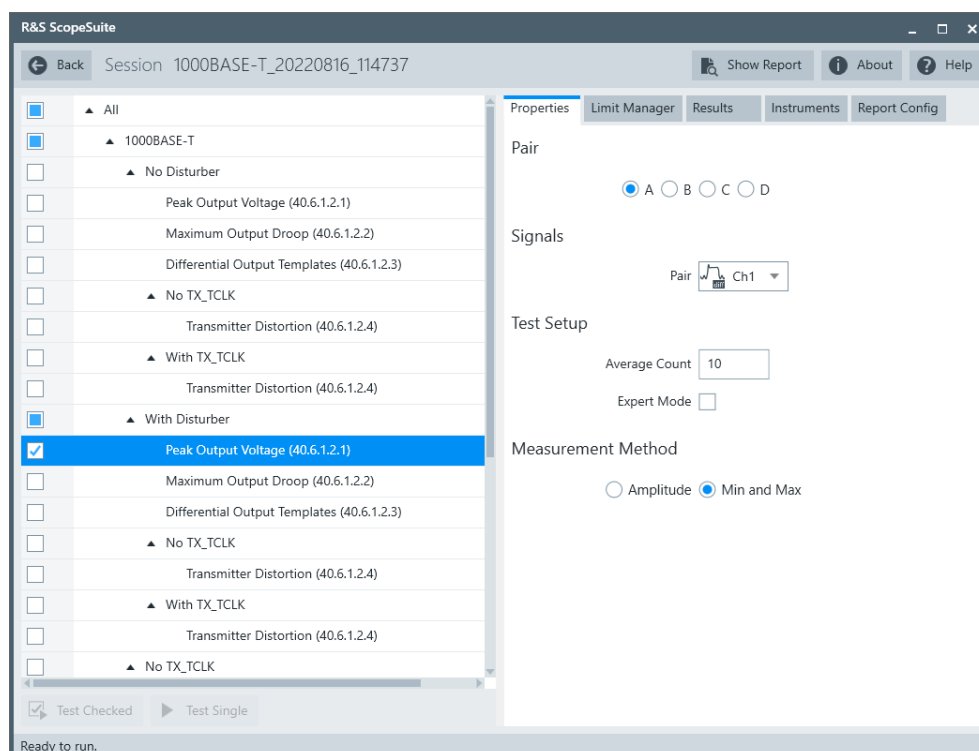 R&S ScopeSuite
Back Session 1000BASE-T_20220816_114737 Show Report About Help
All
1000BASE-T
No Disturber
Peak Output Voltage (40.6.1.2.1)
Maximum Output Droop (40.6.1.2.2)
Differential Output Templates (40.6.1.2.3)
No TX_TCLK
Transmitter Distortion (40.6.1.2.4)
With TX_TCLK
Transmitter Distortion (40.6.1.2.4)
With Disturber
Peak Output Voltage (40.6.1.2.1)
Maximum Output Droop (40.6.1.2.2)
Differential Output Templates (40.6.1.2.3)
No TX_TCLK
Transmitter Distortion (40.6.1.2.4)
With TX_TCLK
Transmitter Distortion (40.6.1.2.4)
No TX_TCLK
Test Checked Test Single
Properties Limit Manager Results Instruments Report Config
Pair
A B C D
Signals
Pair diff Ch1
Test Setup
Average Count 10
Expert Mode
Measurement Method
Amplitude Min and Max
Ready to run.